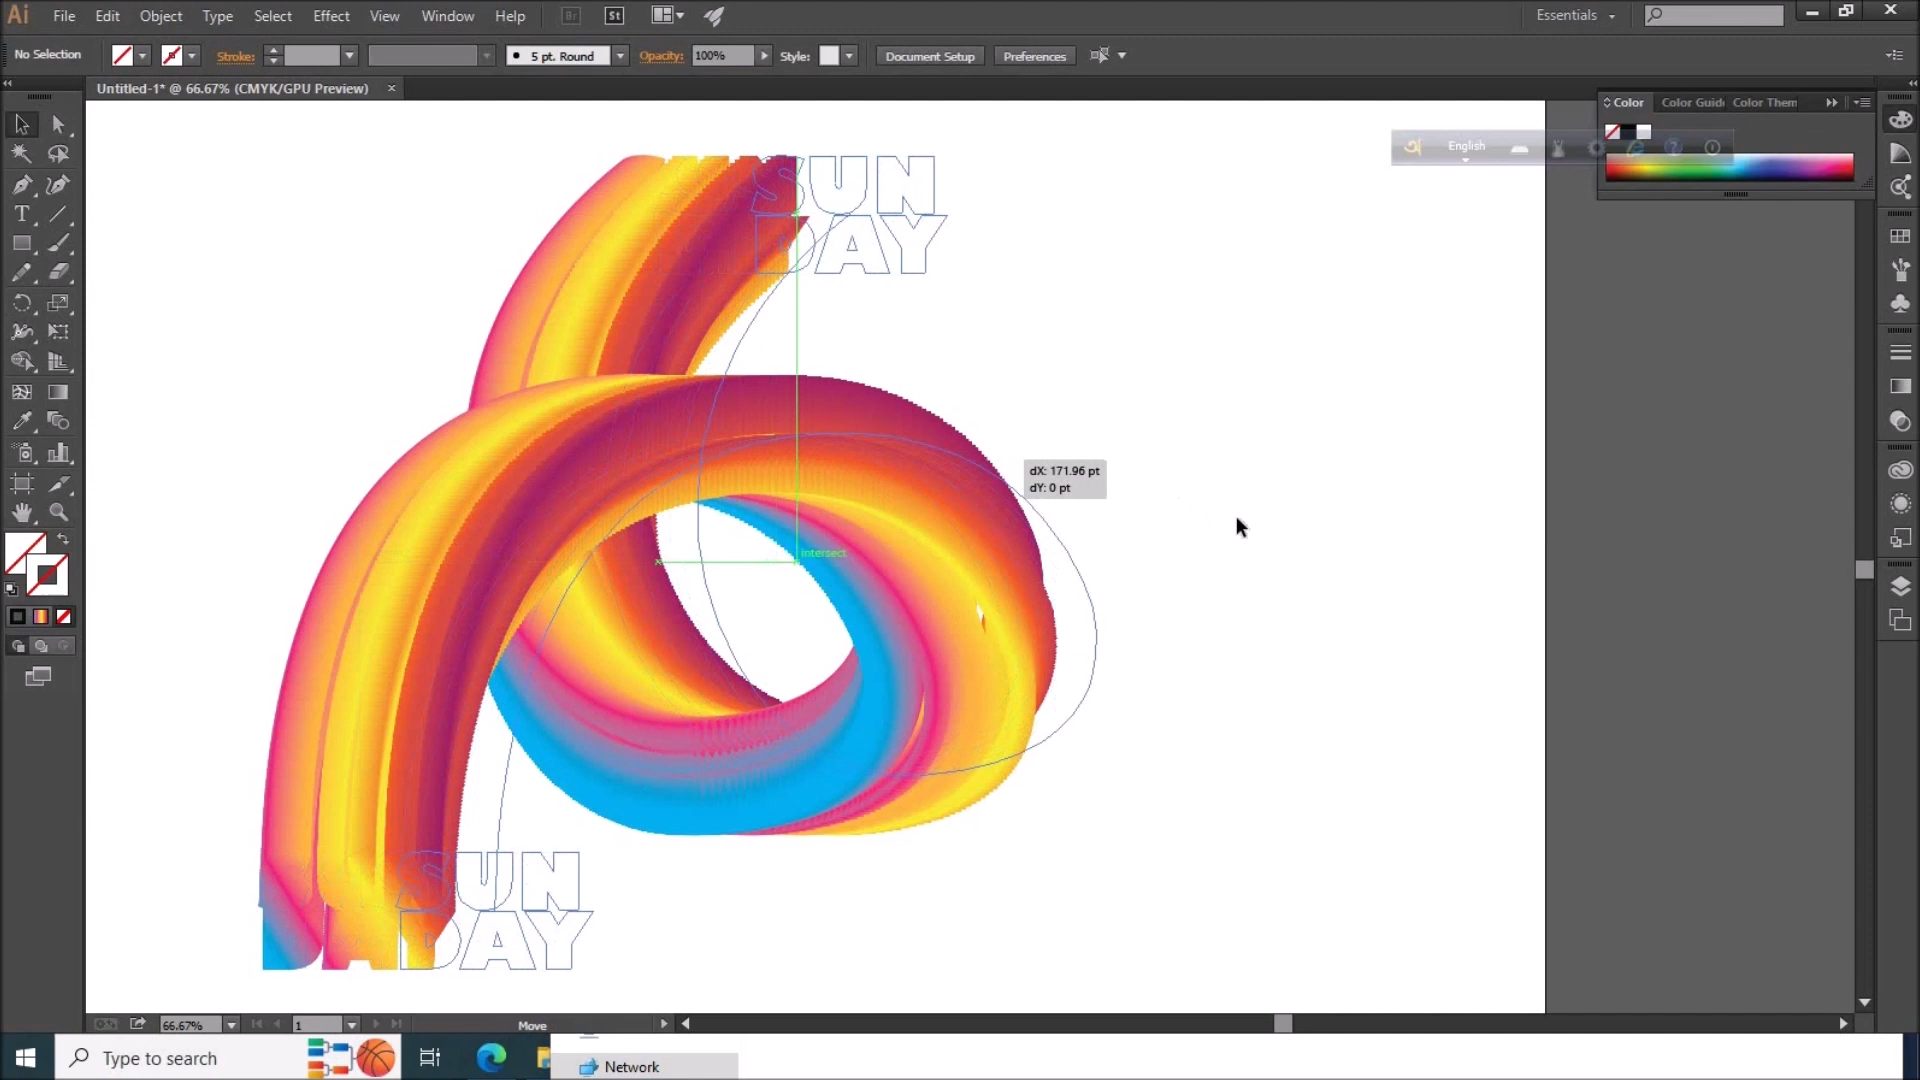 Ai File Edit Object Type Select Effect View Window Help Br St Essentials
No Selection Stroke: 5 pt. Round Opacity: 100% Style: Document Setup Preferences
Untitled-1* @ 66.67% (CMYK/GPU Preview) ×
Color Color Guid Color Them
English
SUN
DAY
dX: 171.96 pt
dY: 0 pt
intersect
SUN
DAY
66.67% 1 Move
Type to search
Network